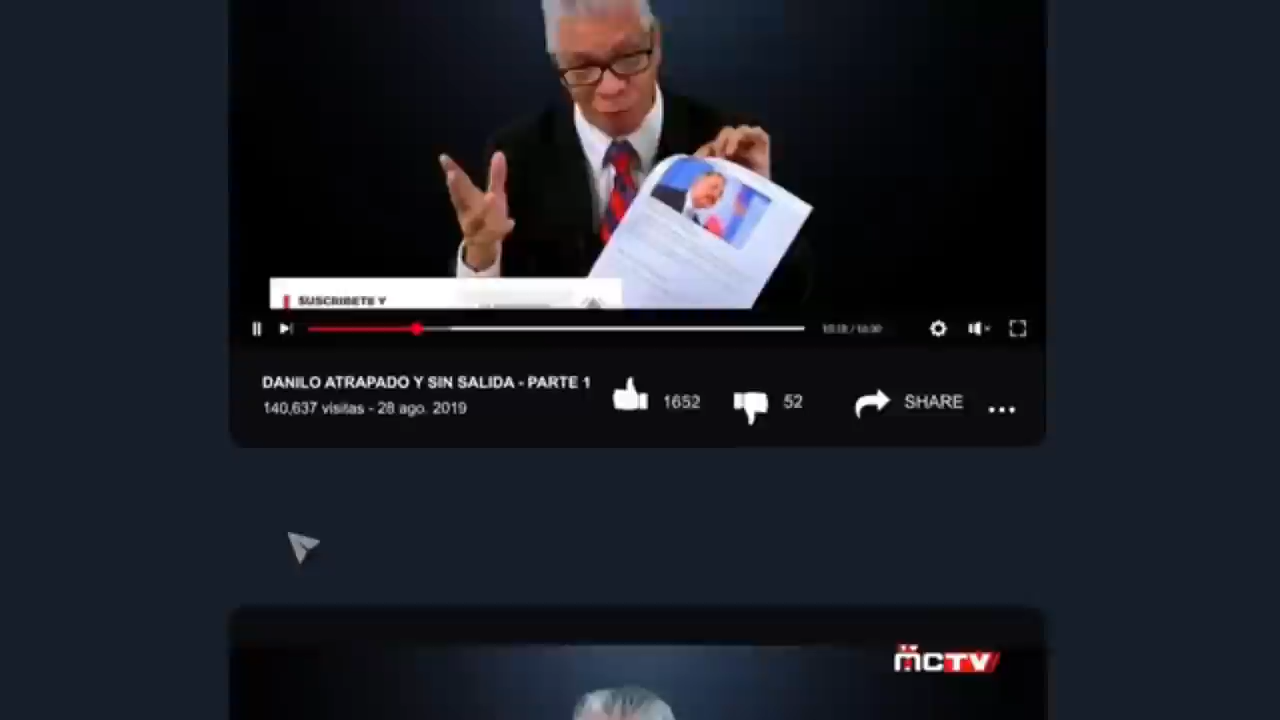 SUSCRIBETE Y
DANILO ATRAPADO Y SIN SALIDA - PARTE 1
140,637 visitas - 28 ago. 2019
1652
52
SHARE
MCTV